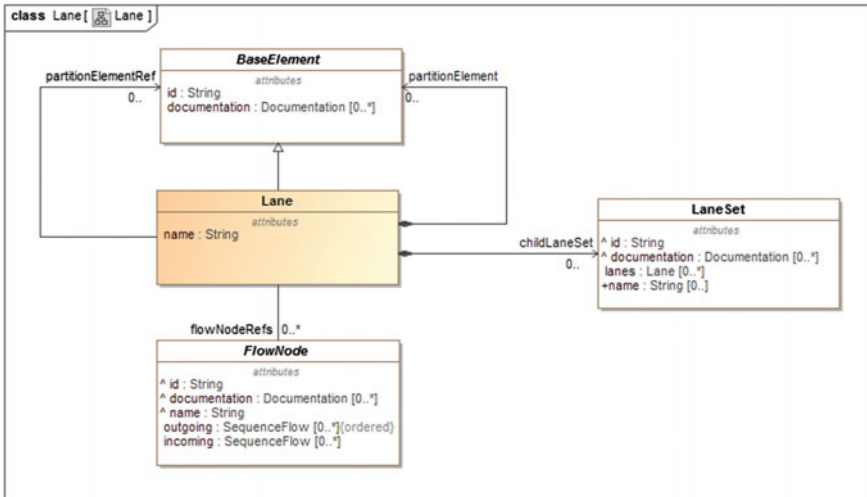 class Lane [ Lane ]
BaseElement
attributes
id : String
documentation : Documentation [0..*]
partitionElementRef
0..
partitionElement
0..
Lane
attributes
name : String
childLaneSet
0..
LaneSet
attributes
^ id : String
^ documentation : Documentation [0..*]
lanes : Lane [0..*]
+name : String [0..]
flowNodeRefs 0..*
FlowNode
attributes
^ id : String
^ documentation : Documentation [0..*]
^ name : String
outgoing : SequenceFlow [0..*]{ordered}
incoming : SequenceFlow [0..*]